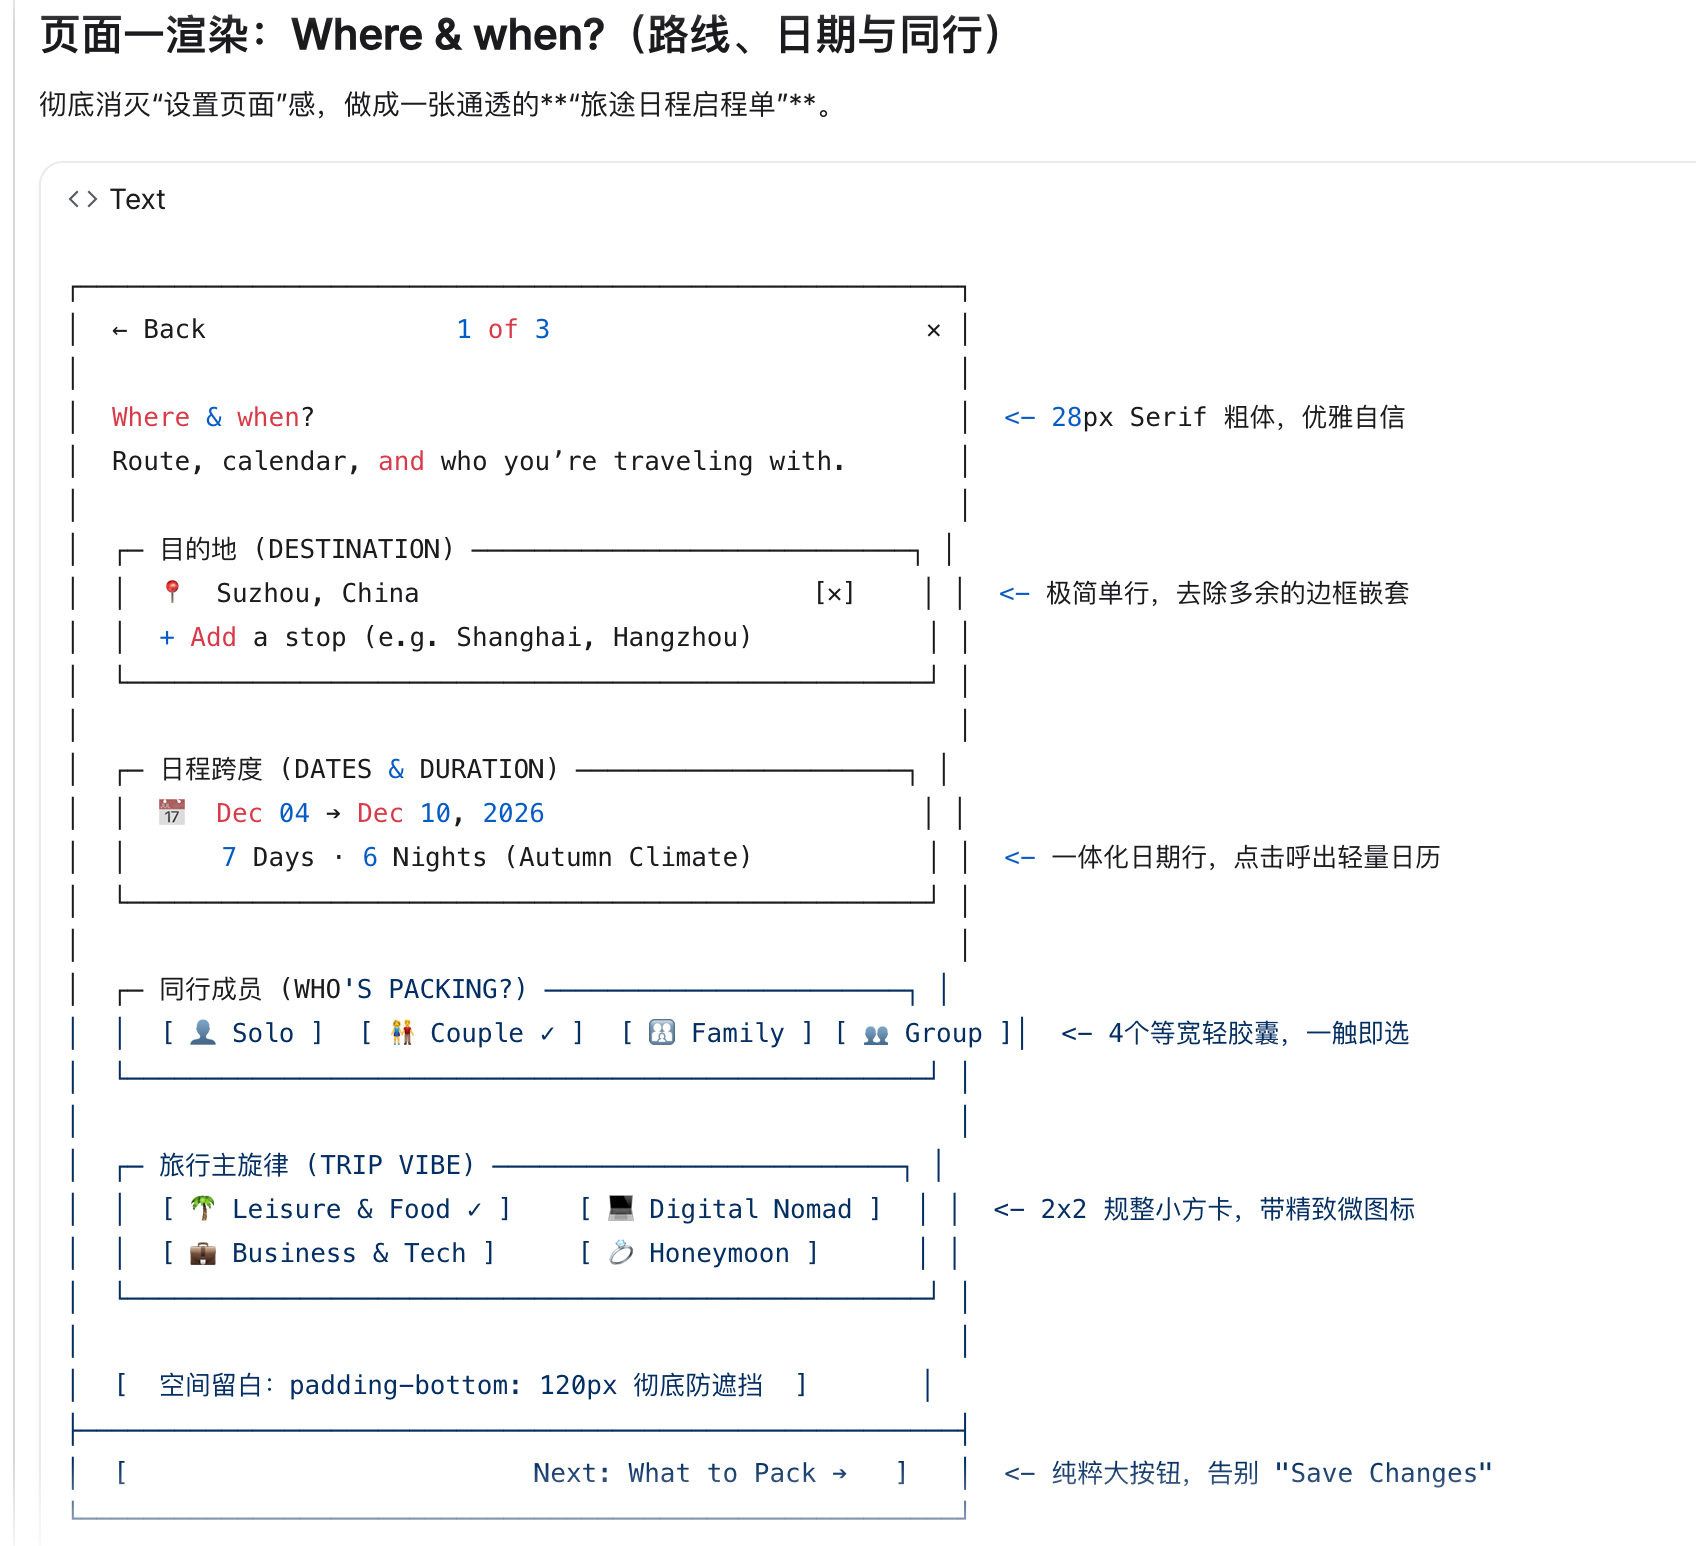 页面一渲染：Where & when?（路线、日期与同行）
彻底消灭“设置页面”感，做成一张通透的**“旅途日程启程单”**。
Text
← Back 1 of 3 ×
Where & when? <- 28px Serif 粗体，优雅自信
Route, calendar, and who you’re traveling with.
目的地 (DESTINATION)
📍 Suzhou, China [×] <- 极简单行，去除多余的边框嵌套
+ Add a stop (e.g. Shanghai, Hangzhou)
日程跨度 (DATES & DURATION)
📅 Dec 04 → Dec 10, 2026
7 Days · 6 Nights (Autumn Climate) <- 一体化日期行，点击呼出轻量日历
同行成员 (WHO'S PACKING?)
[ 👤 Solo ] [ 👫 Couple ✓ ] [ 👪 Family ] [ 👥 Group ] <- 4个等宽轻胶囊，一触即选
旅行主旋律 (TRIP VIBE)
[ 🌴 Leisure & Food ✓ ] [ 💻 Digital Nomad ] <- 2x2 规整小方卡，带精致微图标
[ 💼 Business & Tech ] [ 💍 Honeymoon ]
[ 空间留白：padding-bottom: 120px 彻底防遮挡 ]
[ Next: What to Pack → ] <- 纯粹大按钮，告别 "Save Changes"